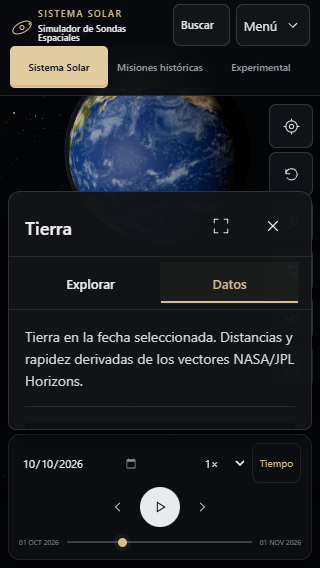 SISTEMA SOLAR
Simulador de Sondas
Espaciales
Buscar
Menú
Sistema Solar
Misiones históricas
Experimental
Tierra
Explorar
Datos
Tierra en la fecha seleccionada. Distancias y
rapidez derivadas de los vectores NASA/JPL
Horizons.
10/10/2026
1×
Tiempo
01 OCT 2026
01 NOV 2026